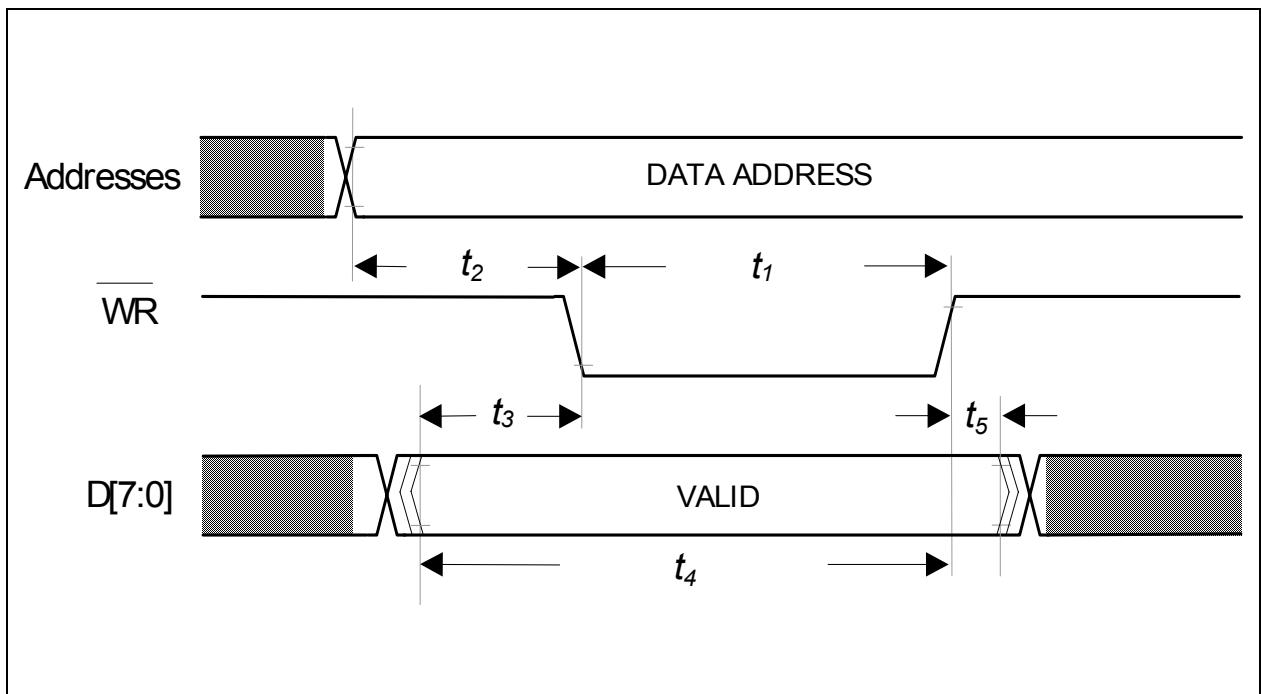 Addresses
DATA ADDRESS
t2
t1
WR
t3
t5
D[7:0]
VALID
t4